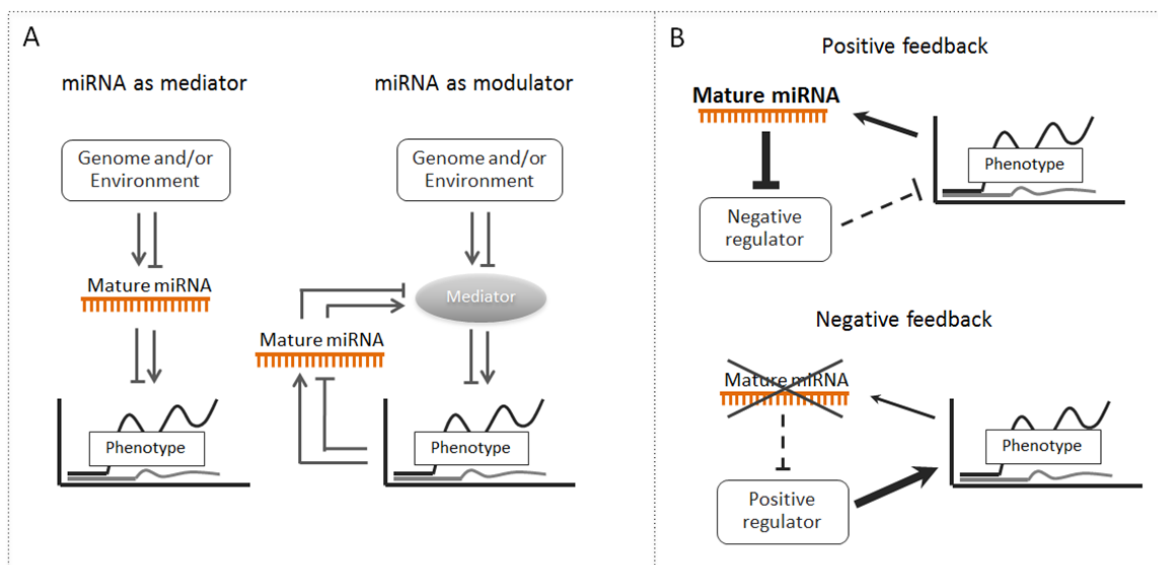 A
miRNA as mediator
miRNA as modulator
Genome and/or
Environment
Genome and/or
Environment
Mature miRNA
Mediator
Mature miRNA
Phenotype
Phenotype
B
Positive feedback
Mature miRNA
Phenotype
Negative
regulator
Negative feedback
Mature miRNA
Phenotype
Positive
regulator